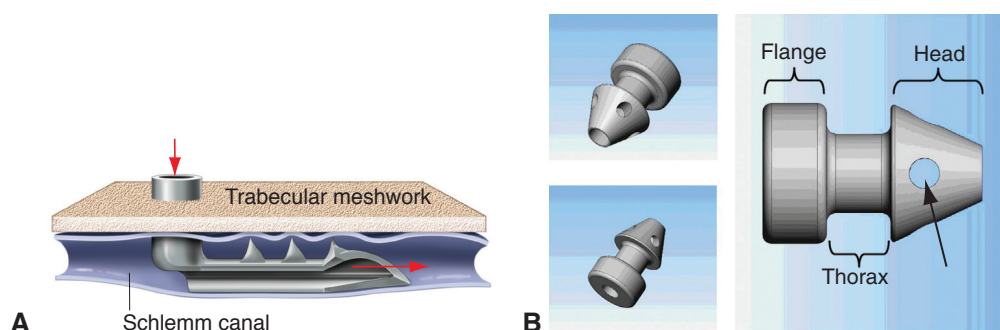 Trabecular meshwork
Schlemm canal
A
Flange
Head
Thorax
B